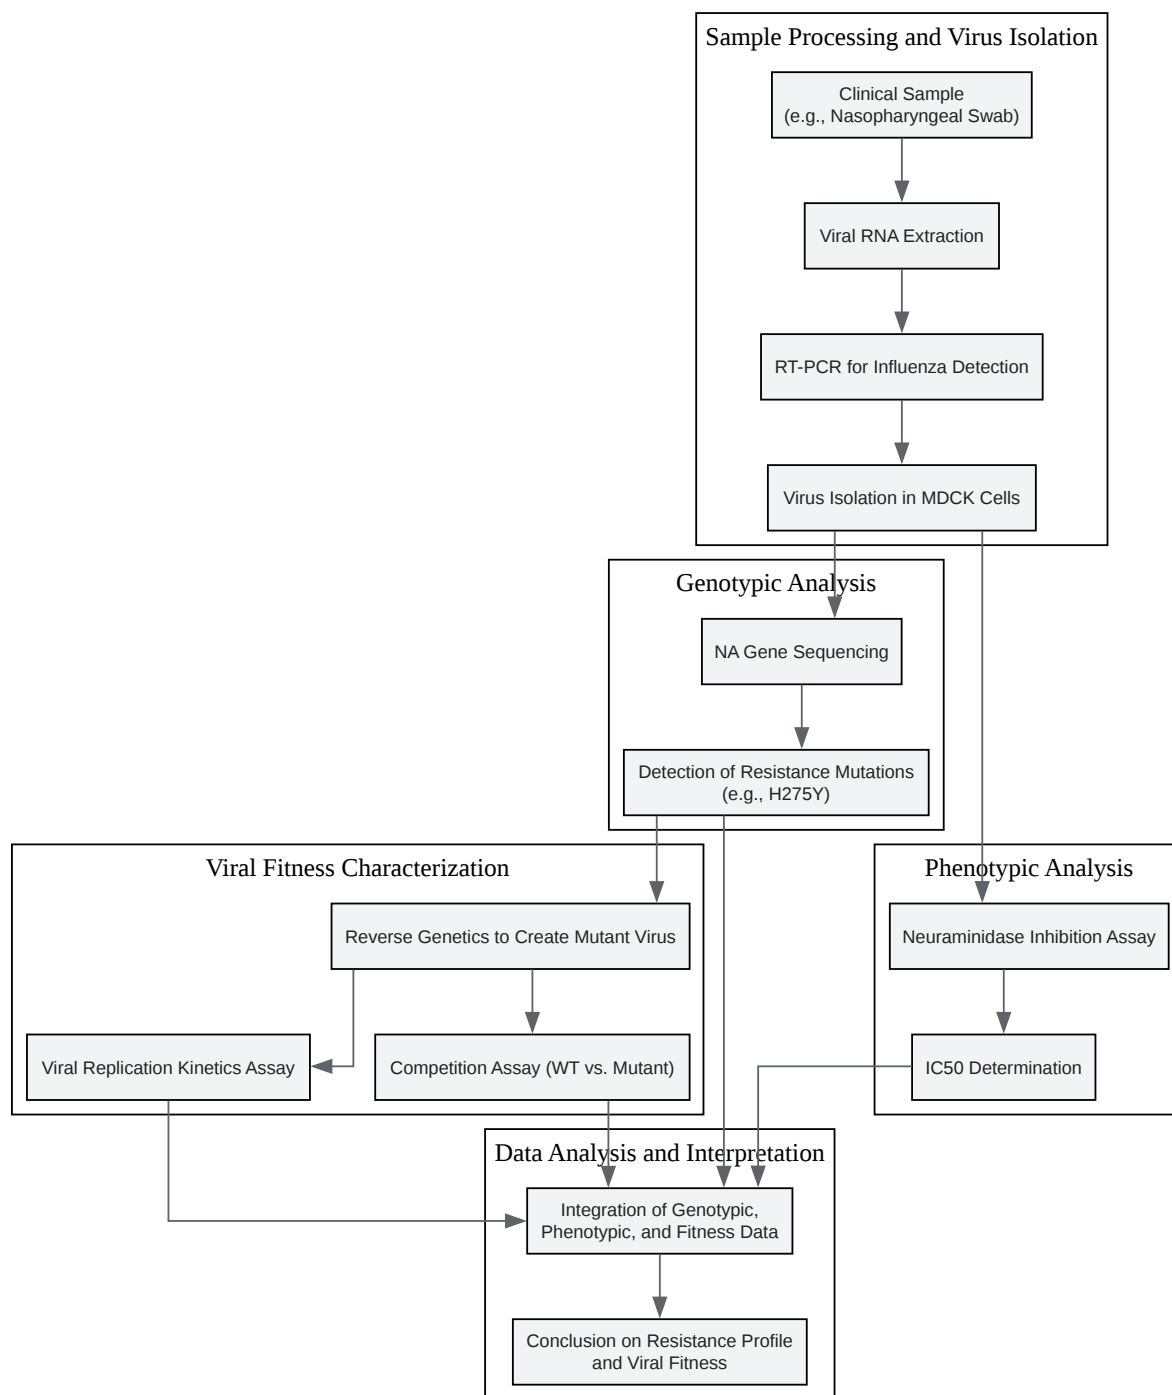 Sample Processing and Virus Isolation
Clinical Sample
(e.g., Nasopharyngeal Swab)
Viral RNA Extraction
RT-PCR for Influenza Detection
Virus Isolation in MDCK Cells
Genotypic Analysis
NA Gene Sequencing
Detection of Resistance Mutations
(e.g., H275Y)
Viral Fitness Characterization
Reverse Genetics to Create Mutant Virus
Viral Replication Kinetics Assay
Competition Assay (WT vs. Mutant)
Phenotypic Analysis
Neuraminidase Inhibition Assay
IC50 Determination
Data Analysis and Interpretation
Integration of Genotypic,
Phenotypic, and Fitness Data
Conclusion on Resistance Profile
and Viral Fitness